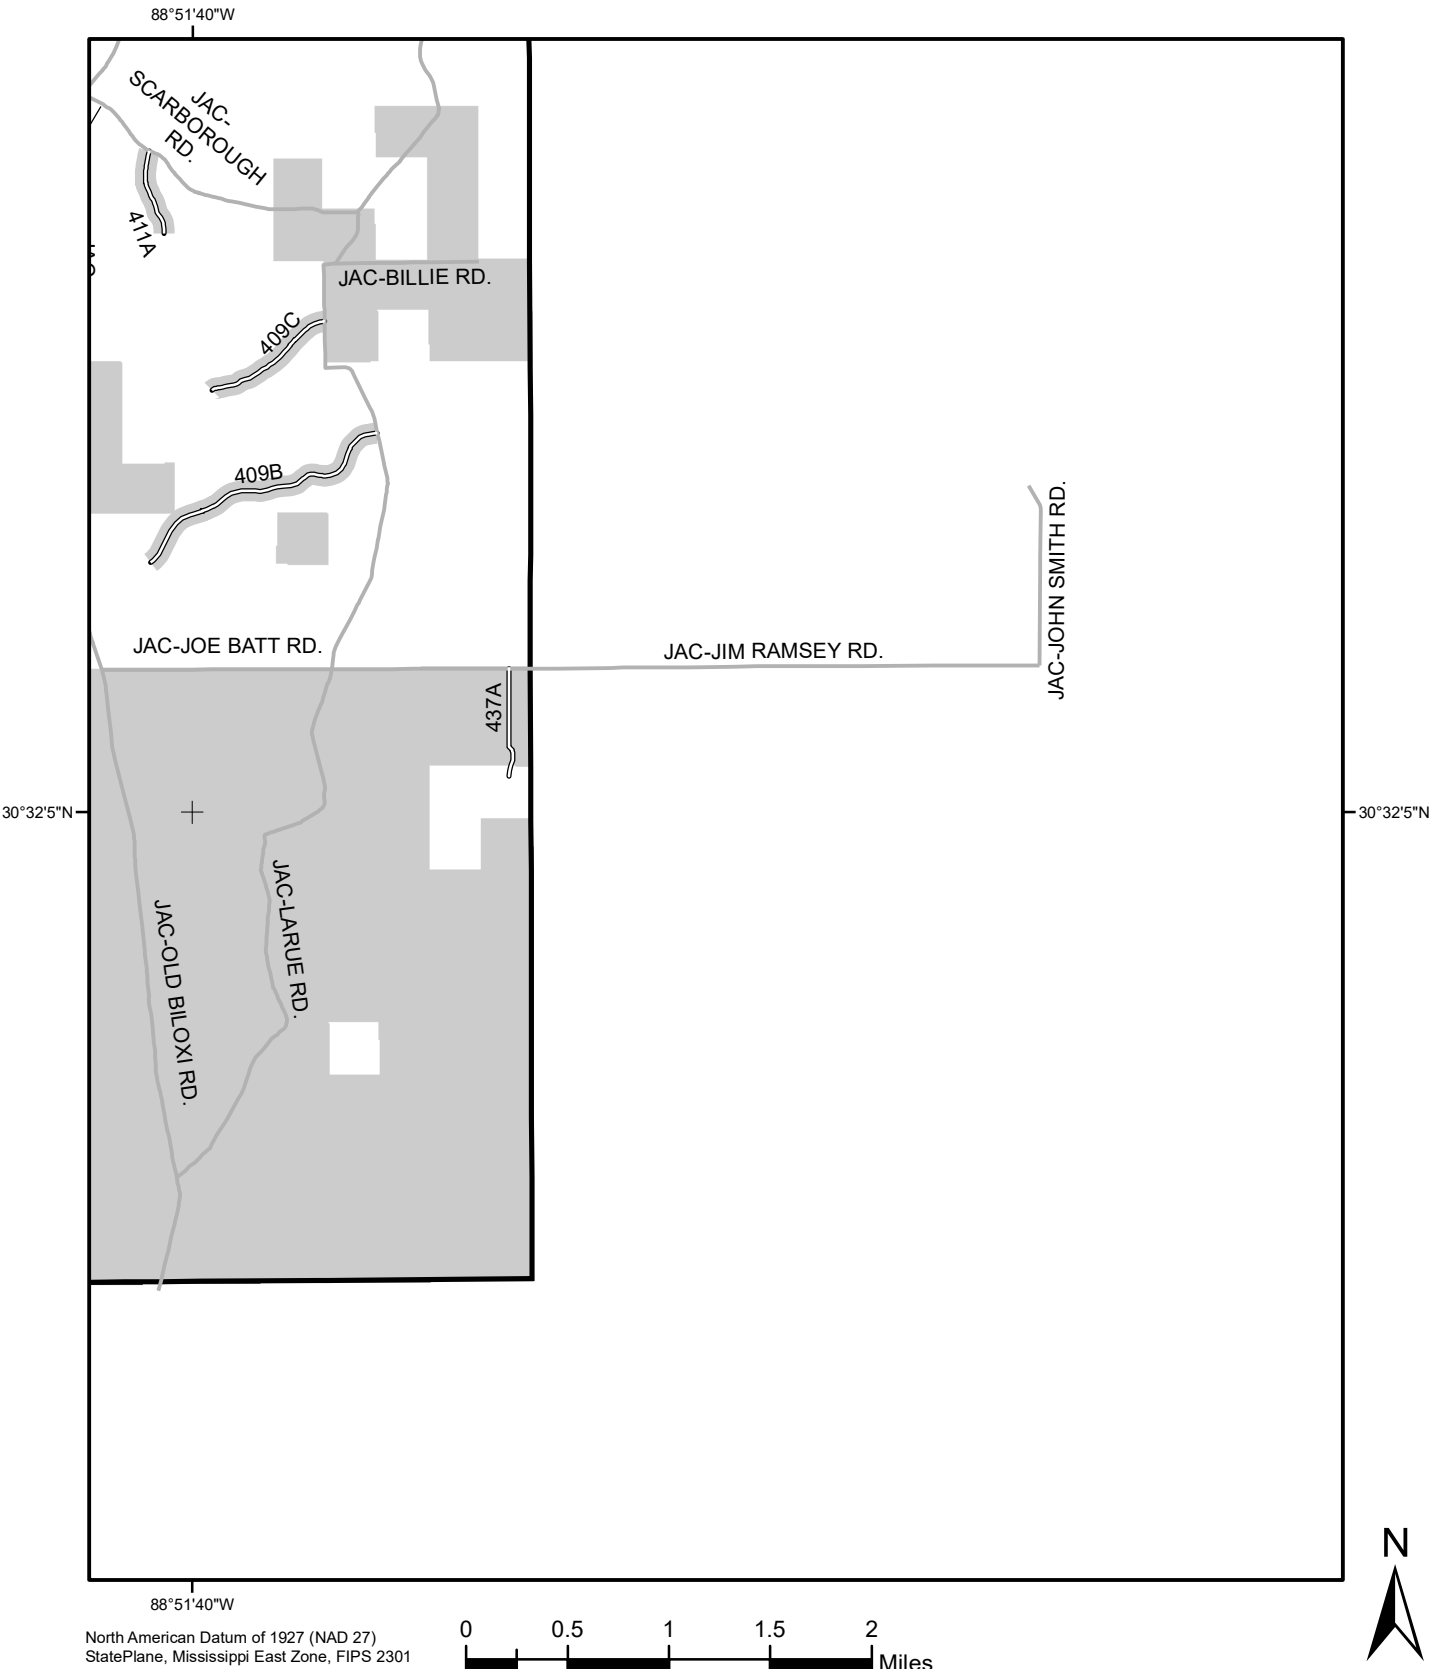 88°51'40"W
JAC-
SCARBOROUGH
RD.
411A
JAC-BILLIE RD.
409C
409B
JAC-JOHN SMITH RD.
JAC-JOE BATT RD.
JAC-JIM RAMSEY RD.
437A
30°32'5"N
30°32'5"N
JAC-LARUE RD.
JAC-OLD BILOXI RD.
N
88°51'40"W
North American Datum of 1927 (NAD 27)
StatePlane, Mississippi East Zone, FIPS 2301
0 0.5 1 1.5 2
Miles